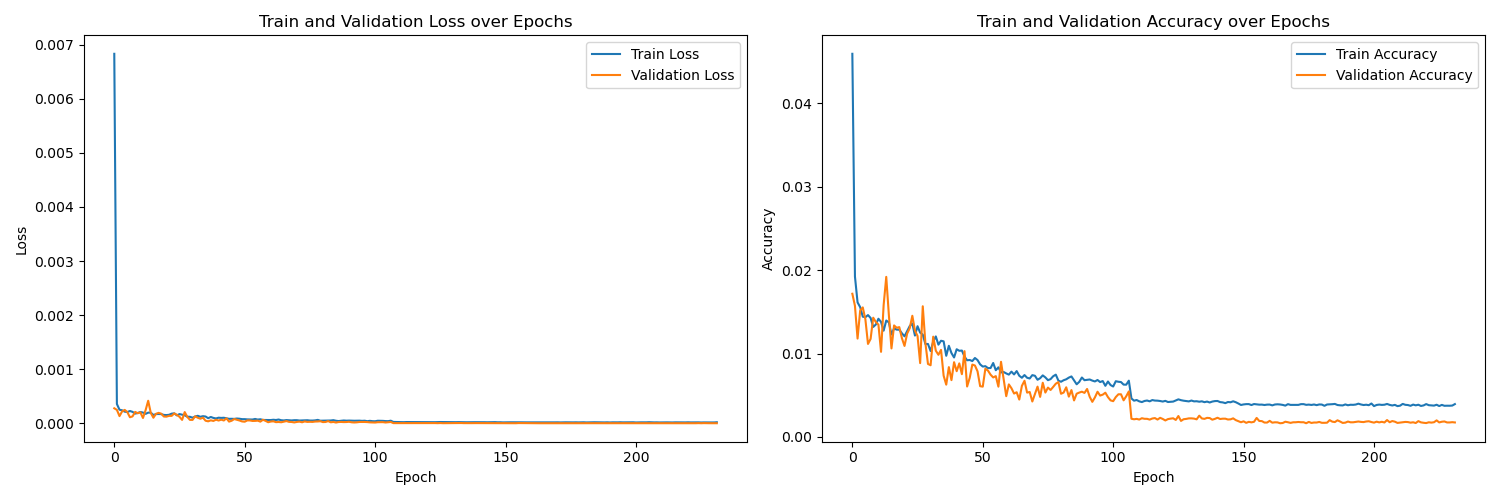 Train and Validation Loss over Epochs
0.007
0.006
0.005
0.004
0.003
0.002
0.001
0.000
Loss
Train Loss
Validation Loss
0
50
100
150
200
Epoch
Train and Validation Accuracy over Epochs
0.04
0.03
0.02
0.01
0.00
Accuracy
Train Accuracy
Validation Accuracy
0
50
100
150
200
Epoch